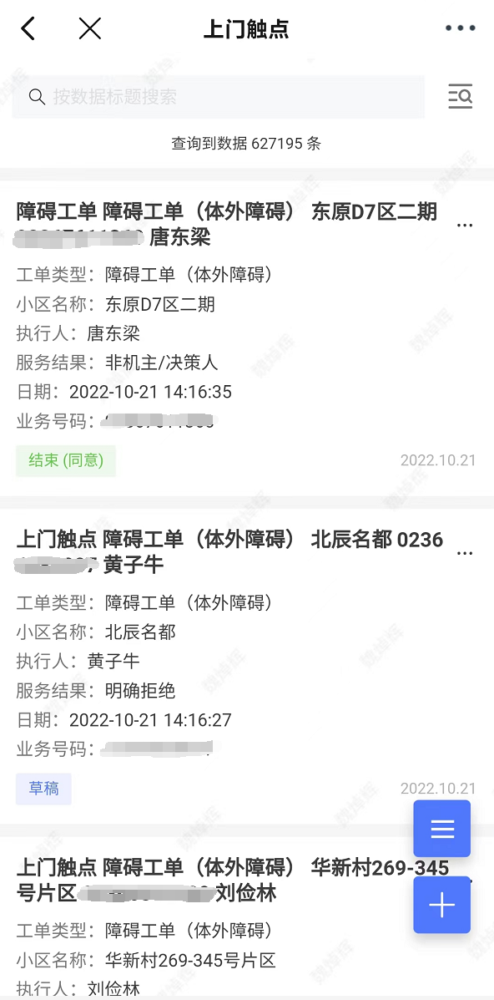 上门触点
按数据标题搜索
查询到数据 627195 条
障碍工单 障碍工单（体外障碍） 东原D7区二期
唐东梁
工单类型：障碍工单（体外障碍）
小区名称：东原D7区二期
执行人：唐东梁
服务结果：非机主/决策人
日期：2022-10-21 14:16:35
业务号码：
结束 (同意)
2022.10.21
上门触点 障碍工单（体外障碍） 北辰名都 0236
黄子牛
工单类型：障碍工单（体外障碍）
小区名称：北辰名都
执行人：黄子牛
服务结果：明确拒绝
日期：2022-10-21 14:16:27
业务号码：
草稿
2022.10.21
上门触点 障碍工单（体外障碍） 华新村269-345
号片区 刘俭林
工单类型：障碍工单（体外障碍）
小区名称：华新村269-345号片区
执行人：刘俭林